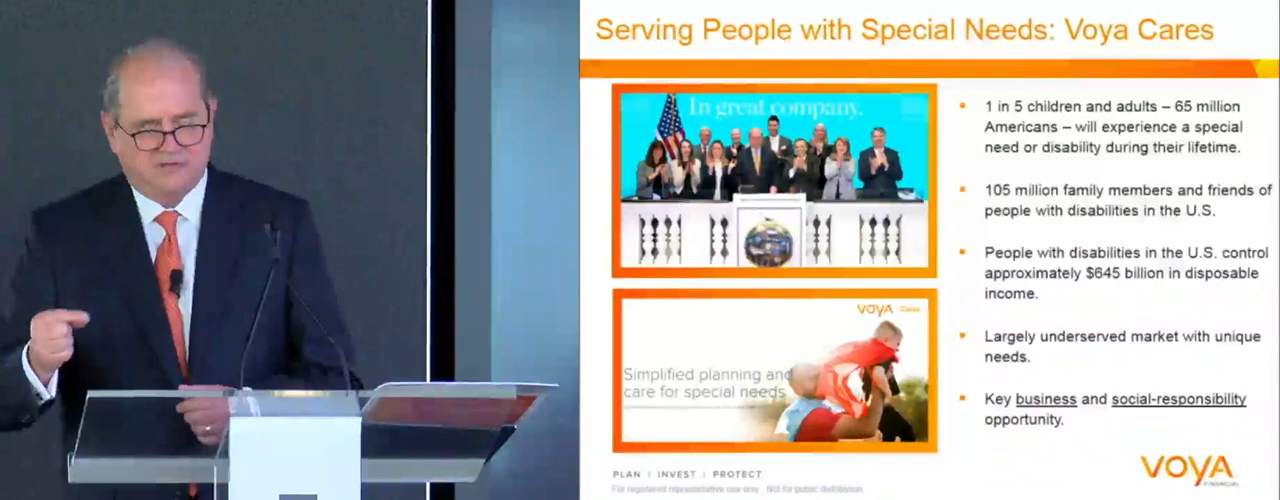 Serving People with Special Needs: Voya Cares
In great company.
VOYA Cares
Simplified planning and
care for special needs
1 in 5 children and adults – 65 million
Americans – will experience a special
need or disability during their lifetime.
105 million family members and friends of
people with disabilities in the U.S.
People with disabilities in the U.S. control
approximately $645 billion in disposable
income.
Largely underserved market with unique
needs.
Key business and social-responsibility
opportunity.
PLAN | INVEST | PROTECT
For registered representative use only. Not for public distribution.
VOYA
FINANCIAL